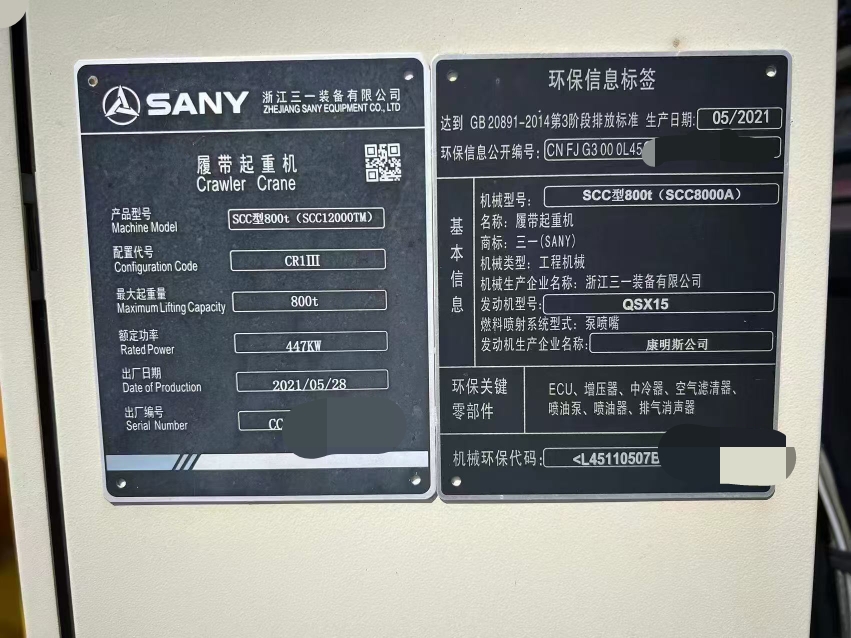 SANY 浙江三一装备有限公司
ZHEJIANG SANY EQUIPMENT CO., LTD
履带起重机
Crawler Crane
产品型号 SCC型800t（SCC12000TM）
Machine Model
配置代号 CR1III
Configuration Code
最大起重量 800t
Maximum Lifting Capacity
额定功率 447KW
Rated Power
出厂日期 2021/05/28
Date of Production
出厂编号 CC
Serial Number
环保信息标签
达到 GB 20891-2014第3阶段排放标准 生产日期: 05/2021
环保信息公开编号: CN FJ G3 00 0L45
基本信息
机械型号: SCC型800t（SCC8000A）
名称: 履带起重机
商标: 三一(SANY)
机械类型: 工程机械
机械生产企业名称: 浙江三一装备有限公司
发动机型号: QSX15
燃料喷射系统型式: 泵喷嘴
发动机生产企业名称: 康明斯公司
环保关键零部件
ECU、增压器、中冷器、空气滤清器、
喷油泵、喷油器、排气消声器
机械环保代码: <L45110507B